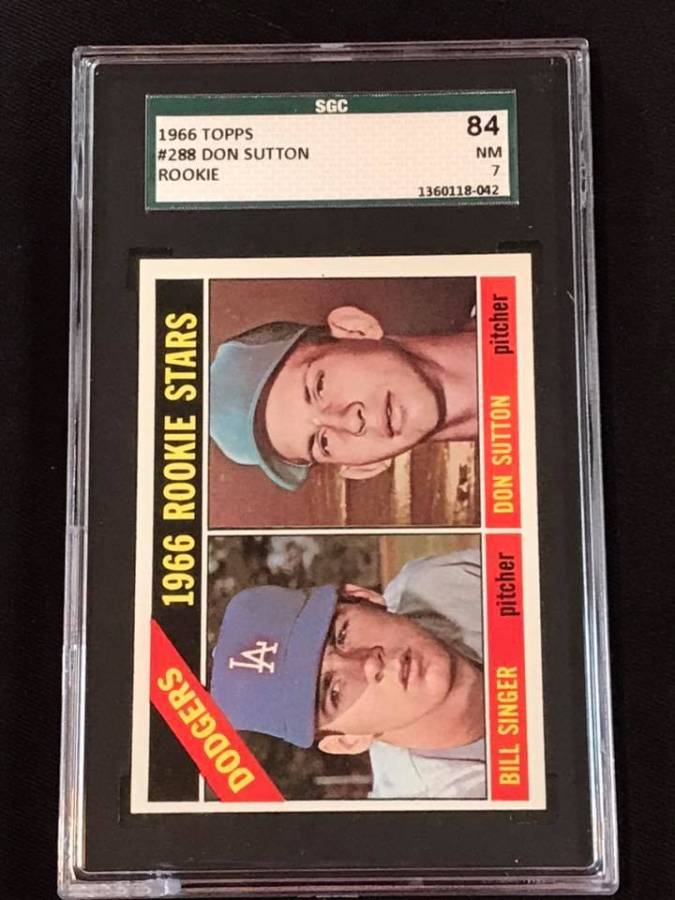 SGC
1966 TOPPS
#288 DON SUTTON
ROOKIE
84
NM
7
1360118-042
1966 ROOKIE STARS
DODGERS
LA
BILL SINGER pitcher
DON SUTTON pitcher